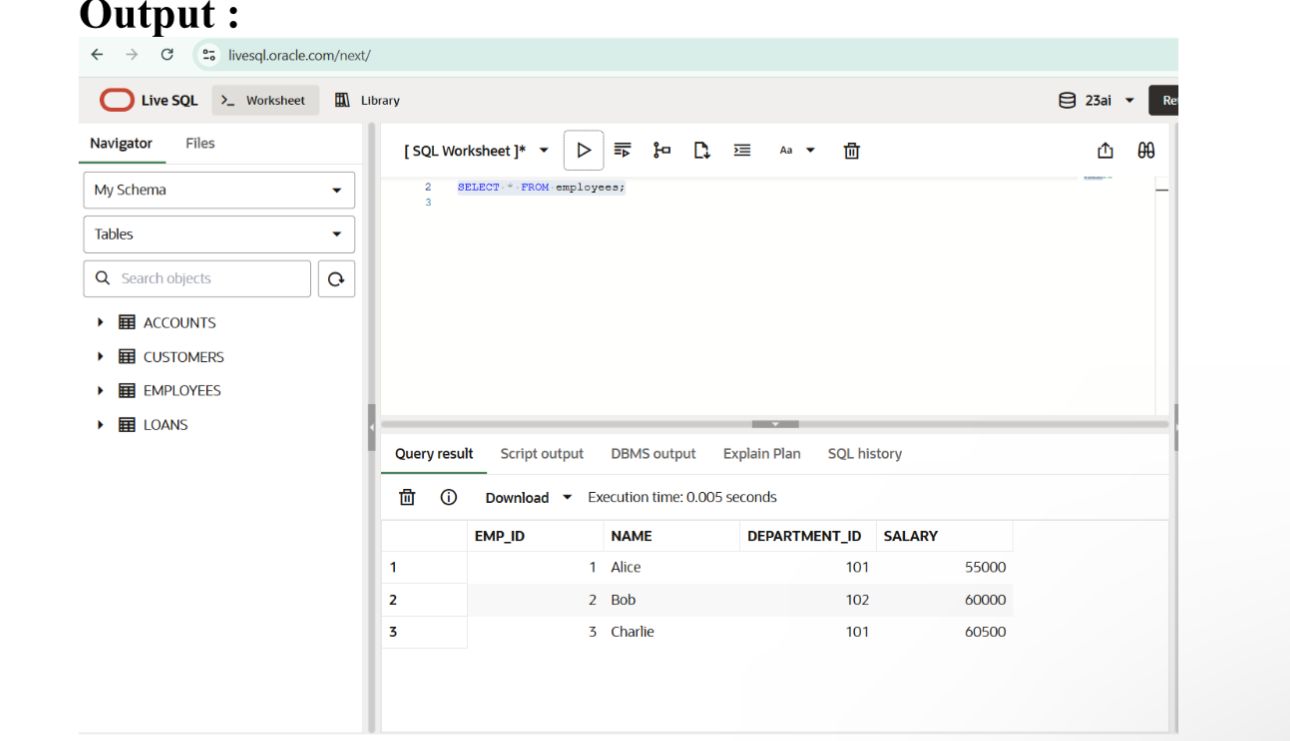 Output :
livesql.oracle.com/next/
Live SQL >_ Worksheet Library 23ai
Navigator Files
[ SQL Worksheet ]* Aa
My Schema
2 SELECT * FROM employees;
3
Tables
Search objects
ACCOUNTS
CUSTOMERS
EMPLOYEES
LOANS
Query result Script output DBMS output Explain Plan SQL history
Download Execution time: 0.005 seconds
EMP_ID NAME DEPARTMENT_ID SALARY
1 1 Alice 101 55000
2 2 Bob 102 60000
3 3 Charlie 101 60500